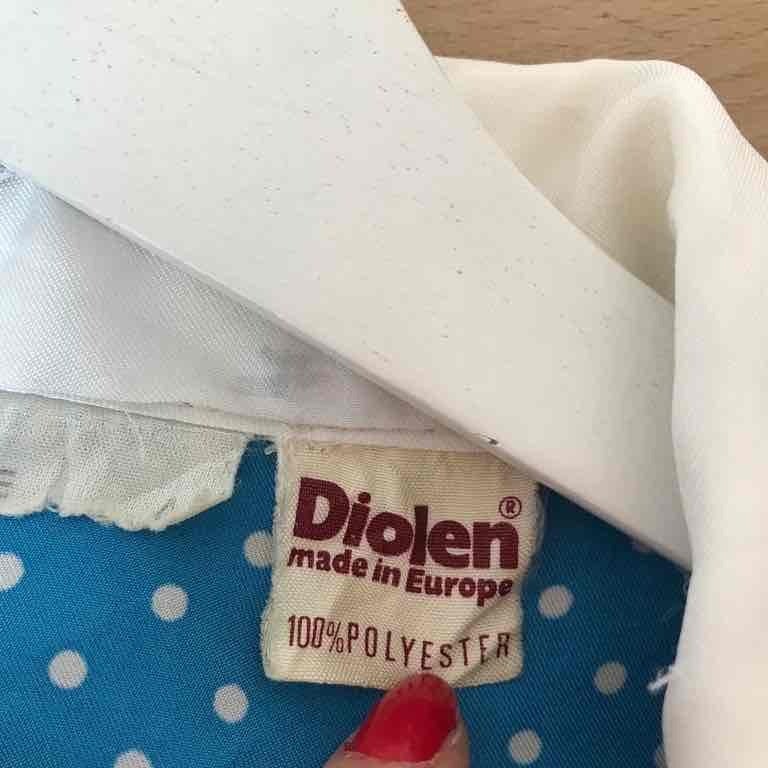 Diolen®
made in Europe
100% POLYESTER